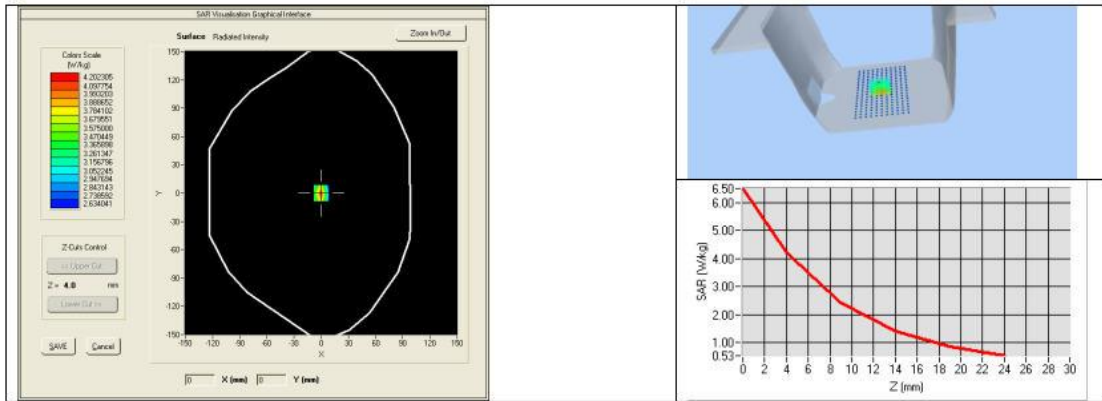 SAR Visualisation Graphical Interface
Surface Radiated Intensity
Zoom In/Out
Colors Scale
(W/kg)
4.202305
4.097754
3.993203
3.888652
3.784102
3.679551
3.575000
3.470449
3.365898
3.261347
3.156796
3.052245
2.947694
2.843143
2.738592
2.634041
150
120
90
60
30
0
-30
-60
-90
-120
-150
Y
-150 -120 -90 -60 -30 0 30 60 90 120 150
X
Z-Cuts Control
<< Upper Cut
Z = 4.0 mm
Lower Cut >>
SAVE Cancel
0 X (mm) 0 Y (mm)
6.50
6.00
5.00
4.00
3.00
2.00
1.00
0.53
SAR (W/kg)
0 2 4 6 8 10 12 14 16 18 20 22 24 26 28 30
Z (mm)